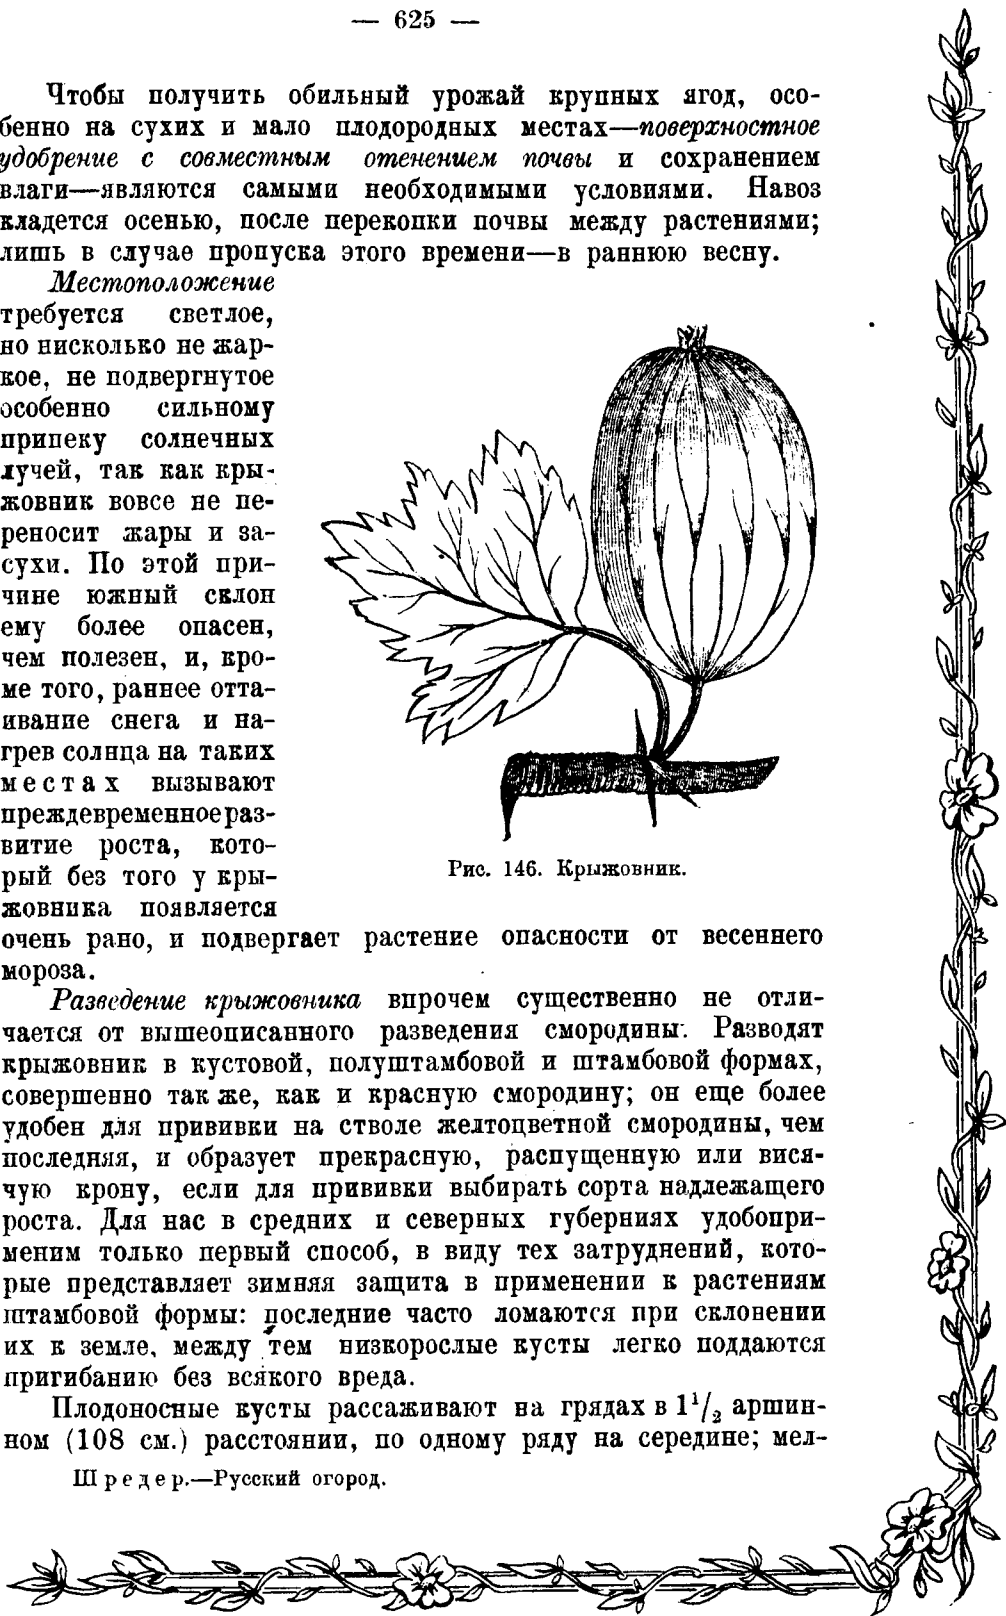 — 625 —
Чтобы получить обильный урожай крупных ягод, осо-
бенно на сухих и мало плодородных местах—поверхностное
удобрение с совместным отенением почвы и сохранением
влаги—являются самыми необходимыми условиями. Навоз
кладется осенью, после перекопки почвы между растениями;
лишь в случае пропуска этого времени—в раннюю весну.
Местоположение
требуется светлое,
но нисколько не жар-
кое, не подвергнутое
особенно сильному
припеку солнечных
лучей, так как кры-
жовник вовсе не пе-
реносит жары и за-
сухи. По этой при-
чине южный склон
ему более опасен,
чем полезен, и, кро-
ме того, раннее отта-
ивание снега и на-
грев солнца на таких
местах вызывают
преждевременное раз-
витие роста, кото-
рый без того у кры-
жовника появляется
очень рано, и подвергает растение опасности от весеннего
мороза.
Рис. 146. Крыжовник.
Разведение крыжовника впрочем существенно не отли-
чается от вышеописанного разведения смородины. Разводят
крыжовник в кустовой, полуштамбовой и штамбовой формах,
совершенно так же, как и красную смородину; он еще более
удобен для прививки на стволе желтоцветной смородины, чем
последняя, и образует прекрасную, распущенную или вися-
чую крону, если для прививки выбирать сорта надлежащего
роста. Для нас в средних и северных губерниях удобопри-
меним только первый способ, в виду тех затруднений, кото-
рые представляет зимняя защита в применении к растениям
штамбовой формы: последние часто ломаются при склонении
их к земле, между тем низкорослые кусты легко поддаются
пригибанию без всякого вреда.
Плодоносные кусты рассаживают на грядах в 1¹/₂ аршин-
ном (108 см.) расстоянии, по одному ряду на середине; мел-
Шредер.—Русский огород.